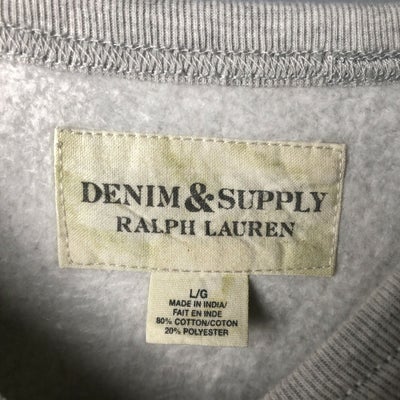 DENIM & SUPPLY
RALPH LAUREN
L/G
MADE IN INDIA/
FAIT EN INDE
80% COTTON/COTON
20% POLYESTER